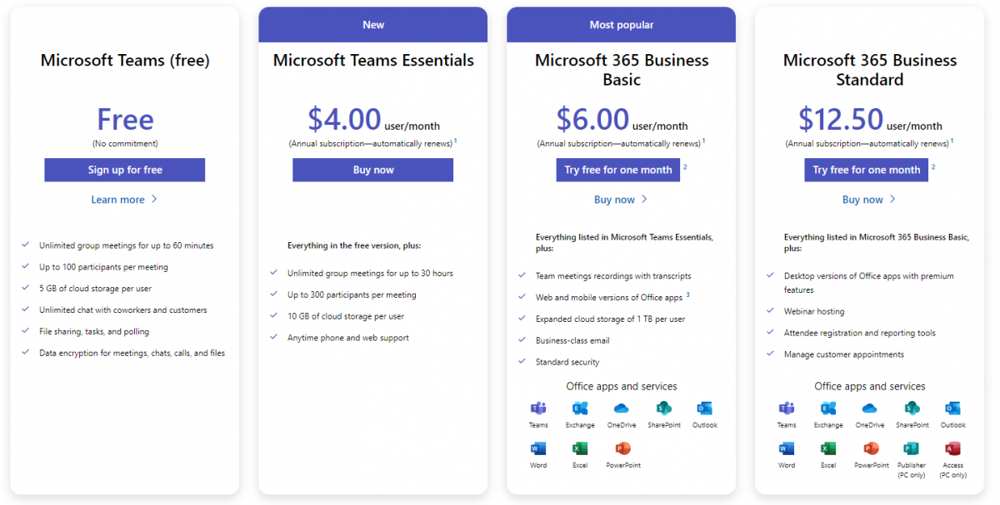 Microsoft Teams (free)
Free
(No commitment)
Sign up for free
Learn more
Unlimited group meetings for up to 60 minutes
Up to 100 participants per meeting
5 GB of cloud storage per user
Unlimited chat with coworkers and customers
File sharing, tasks, and polling
Data encryption for meetings, chats, calls, and files
New
Microsoft Teams Essentials
$4.00 user/month
(Annual subscription—automatically renews) 1
Buy now
Everything in the free version, plus:
Unlimited group meetings for up to 30 hours
Up to 300 participants per meeting
10 GB of cloud storage per user
Anytime phone and web support
Most popular
Microsoft 365 Business
Basic
$6.00 user/month
(Annual subscription—automatically renews) 1
Try free for one month 2
Buy now
Everything listed in Microsoft Teams Essentials,
plus:
Team meetings recordings with transcripts
Web and mobile versions of Office apps 3
Expanded cloud storage of 1 TB per user
Business-class email
Standard security
Office apps and services
T E S O
Teams Exchange OneDrive SharePoint Outlook
W X P
Word Excel PowerPoint
Microsoft 365 Business
Standard
$12.50 user/month
(Annual subscription—automatically renews) 1
Try free for one month 2
Buy now
Everything listed in Microsoft 365 Business Basic,
plus:
Desktop versions of Office apps with premium
features
Webinar hosting
Attendee registration and reporting tools
Manage customer appointments
Office apps and services
T E S O
Teams Exchange OneDrive SharePoint Outlook
W X P P A
Word Excel PowerPoint Publisher Access
(PC only) (PC only)